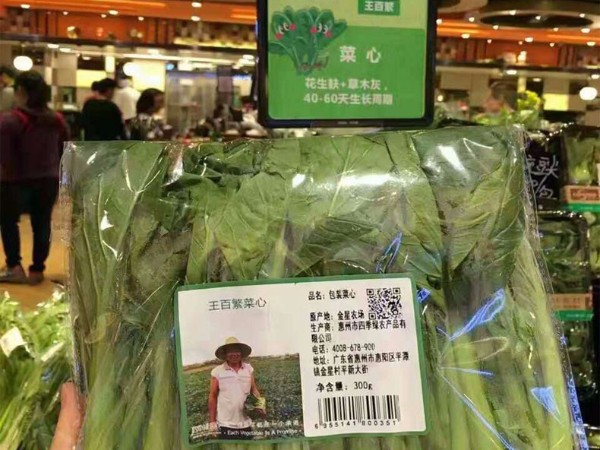 王百繁
菜心
花生麸+草木灰,
40-60天生长周期
王百繁菜心
品名: 包装菜心
原产地: 金星农场
生产商: 惠州市四季绿农产品有
限公司
电话: 4008-678-900
地址: 广东省惠州市惠阳区平潭
镇金星村平新大街
净含量: 300g
6955141800351
Each Vegetable Is A Promise